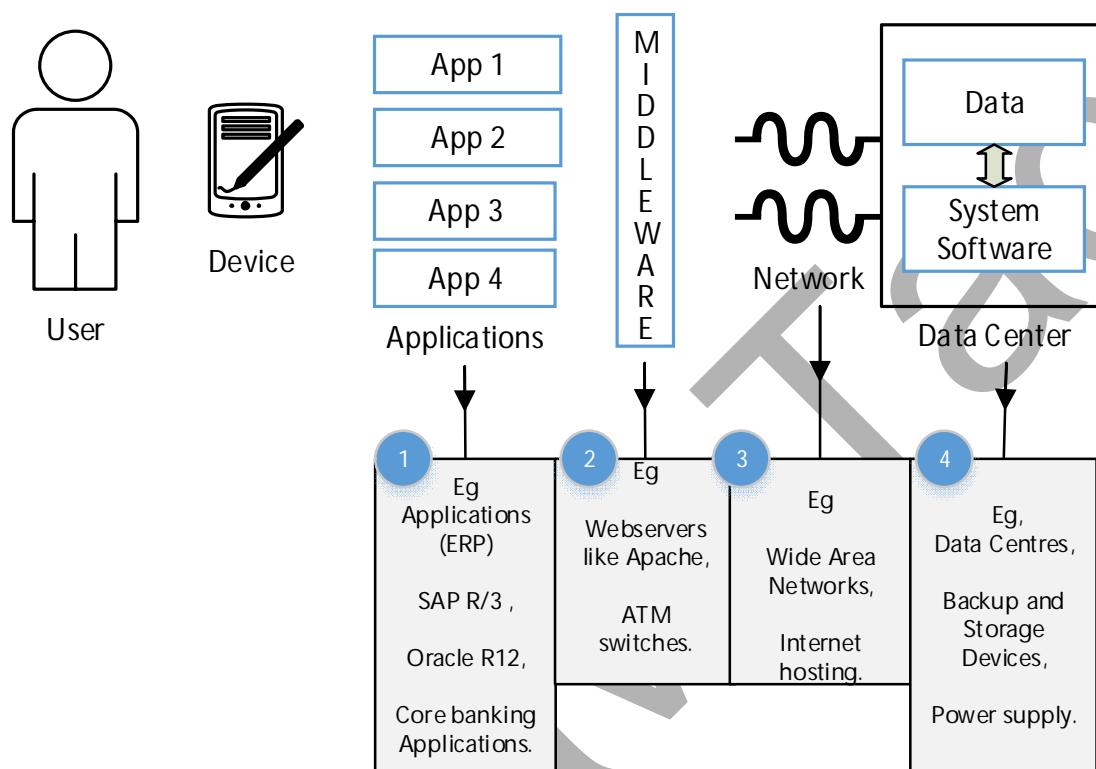 App 1
App 2
App 3
App 4
Applications
User
Device
MIDDLEWARE
Network
Data
System
Software
Data Center
1
Eg
Applications
(ERP)
SAP R/3 ,
Oracle R12,
Core banking
Applications.
2
Eg
Webservers
like Apache,
ATM
switches.
3
Eg
Wide Area
Networks,
Internet
hosting.
4
Eg,
Data Centres,
Backup and
Storage
Devices,
Power supply.